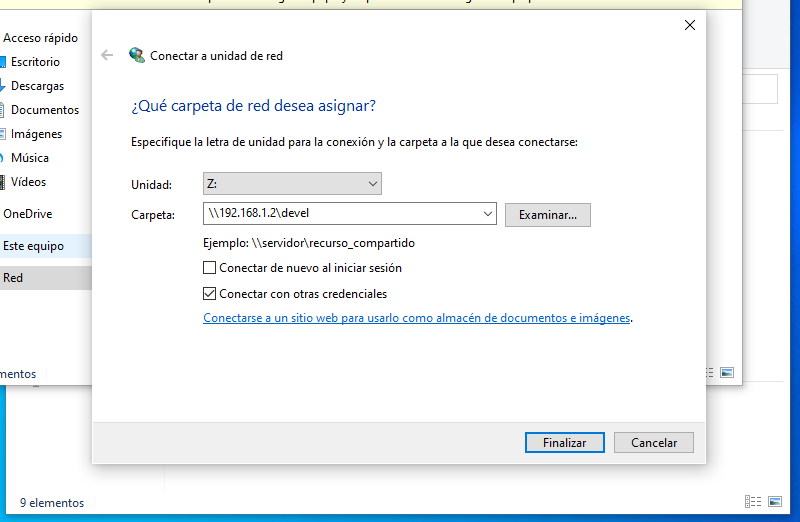 Conectar a unidad de red
¿Qué carpeta de red desea asignar?
Especifique la letra de unidad para la conexión y la carpeta a la que desea conectarse:
Unidad: Z:
Carpeta: \\192.168.1.2\devel Examinar...
Ejemplo: \\servidor\recurso_compartido
Conectar de nuevo al iniciar sesión
Conectar con otras credenciales
Conectarse a un sitio web para usarlo como almacén de documentos e imágenes.
Finalizar Cancelar
Acceso rápido
Escritorio
Descargas
Documentos
Imágenes
Música
Vídeos
OneDrive
Este equipo
Red
mentos
9 elementos